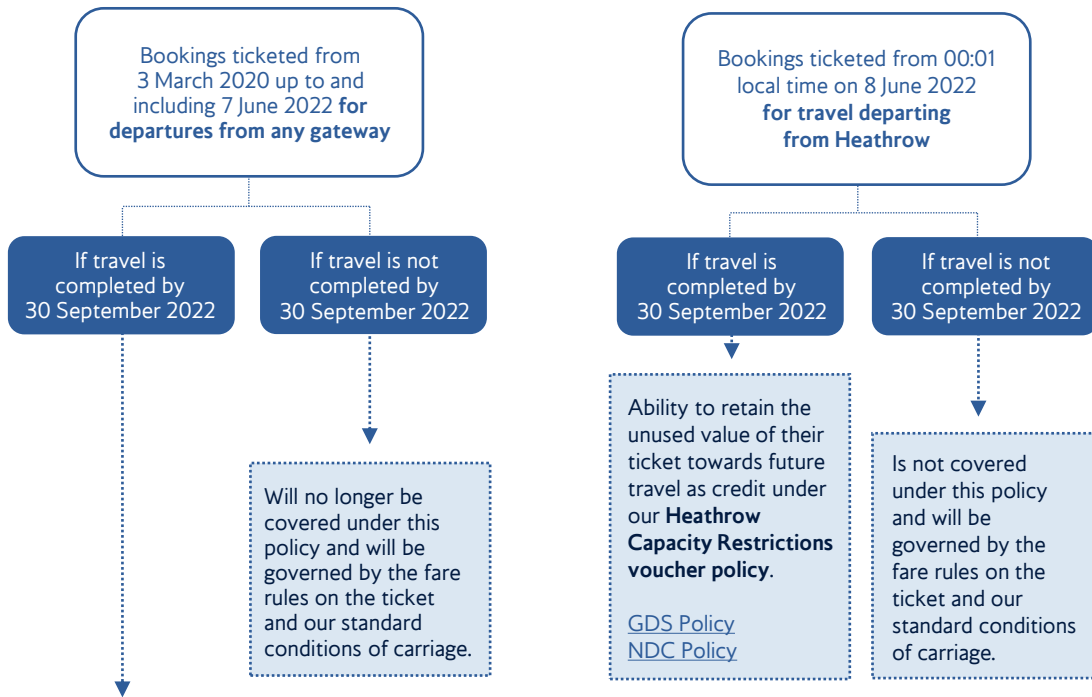 Bookings ticketed from
3 March 2020 up to and
including 7 June 2022 for
departures from any gateway
Bookings ticketed from 00:01
local time on 8 June 2022
for travel departing
from Heathrow
If travel is
completed by
30 September 2022
If travel is not
completed by
30 September 2022
If travel is
completed by
30 September 2022
If travel is not
completed by
30 September 2022
Will no longer be
covered under this
policy and will be
governed by the fare
rules on the ticket
and our standard
conditions of carriage.
Ability to retain the
unused value of their
ticket towards future
travel as credit under
our Heathrow
Capacity Restrictions
voucher policy.
GDS Policy
NDC Policy
Is not covered
under this policy
and will be
governed by the
fare rules on the
ticket and our
standard conditions
of carriage.